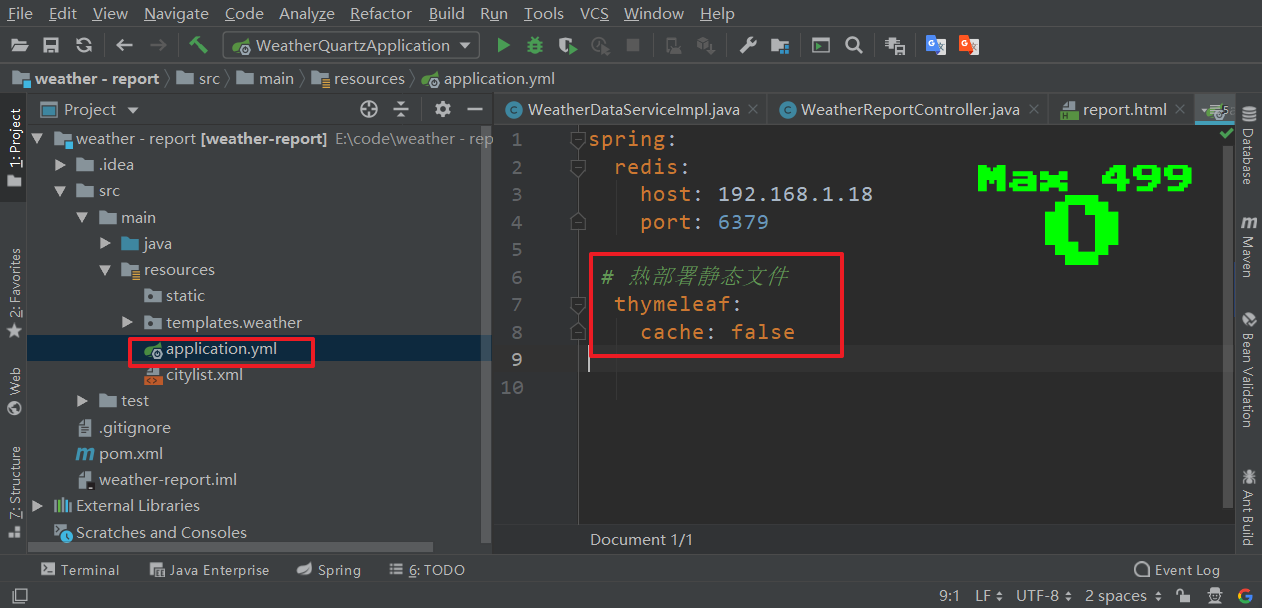 File Edit View Navigate Code Analyze Refactor Build Run Tools VCS Window Help
WeatherQuartzApplication
weather - report src main resources application.yml
Project
WeatherDataServiceImpl.java WeatherReportController.java report.html
weather - report [weather-report] E:\code\weather - rep
.idea
src
main
java
resources
static
templates.weather
application.yml
citylist.xml
test
.gitignore
pom.xml
weather-report.iml
External Libraries
Scratches and Consoles
1: Project
2: Favorites
Web
Z: Structure
1 spring:
2 redis:
3 host: 192.168.1.18
4 port: 6379
5
6 # 热部署静态文件
7 thymeleaf:
8 cache: false
9
10
Max 499
0
Document 1/1
Database
Maven
Bean Validation
Ant Build
Terminal Java Enterprise Spring 6: TODO Event Log
9:1 LF UTF-8 2 spaces